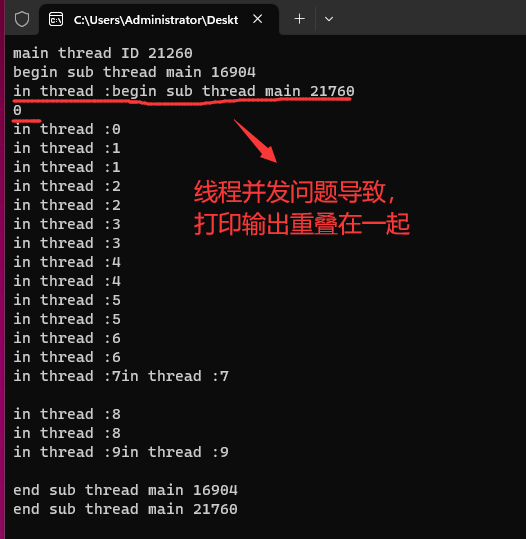 C:\Users\Administrator\Deskt
main thread ID 21260
begin sub thread main 16904
in thread :begin sub thread main 21760
0
in thread :0
in thread :1
in thread :1
in thread :2
in thread :2
in thread :3
in thread :3
in thread :4
in thread :4
in thread :5
in thread :5
in thread :6
in thread :6
in thread :7in thread :7
in thread :8
in thread :8
in thread :9in thread :9
end sub thread main 16904
end sub thread main 21760
线程并发问题导致，
打印输出重叠在一起